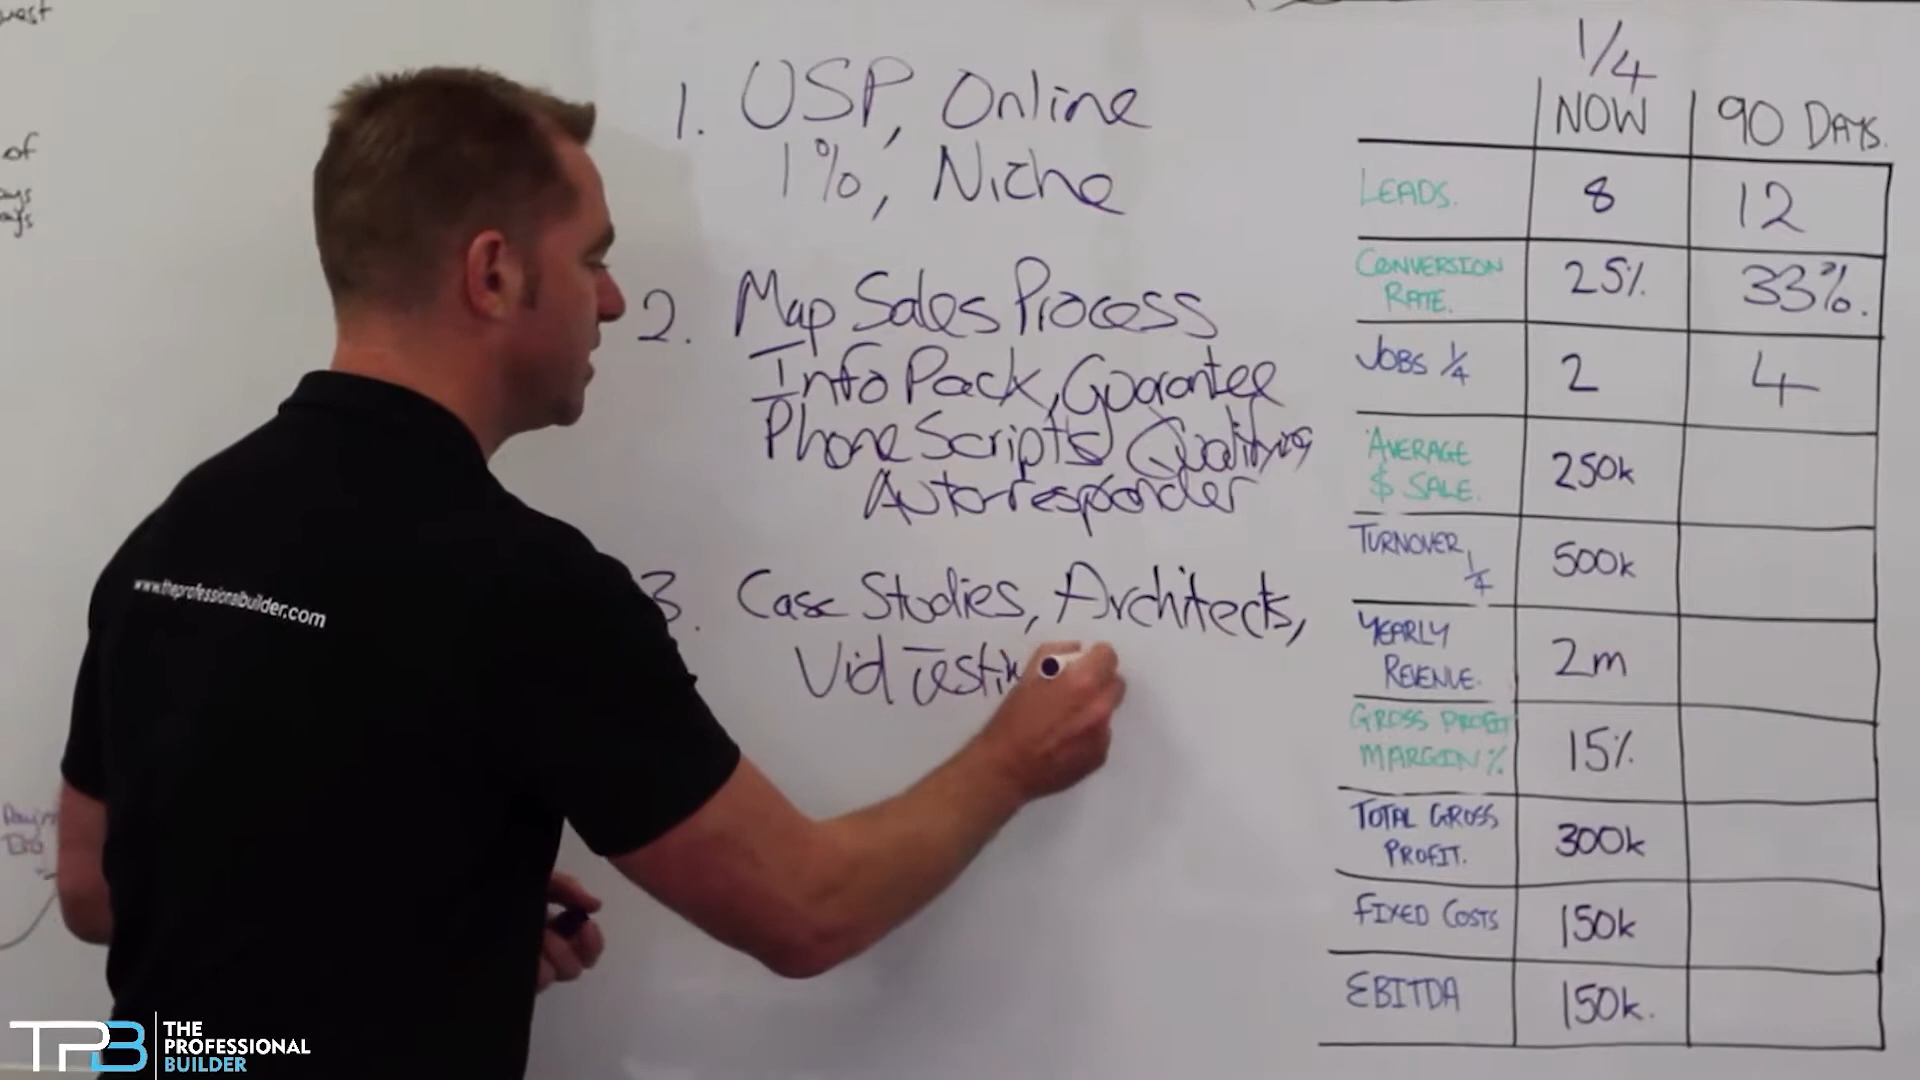 of
www.theprofessionalbuilder.com
1. USP, Online
1%, Niche
2. Map Sales Process
Info Pack, Guarantee
Phone Scripts Qualifying
Auto-responder
3. Case Studies, Architects,
Vid
1/4
NOW 90 DAYS.
LEADS. 8 12
CONVERSION RATE. 25% 33%.
JOBS 1/4 2 4
AVERAGE $ SALE. 250k
TURNOVER 1/4 500k
YEARLY REVENUE. 2m
GROSS PROFIT MARGIN % 15%
TOTAL GROSS PROFIT. 300k
FIXED COSTS 150k
EBITDA 150k.
TPB
THE
PROFESSIONAL
BUILDER